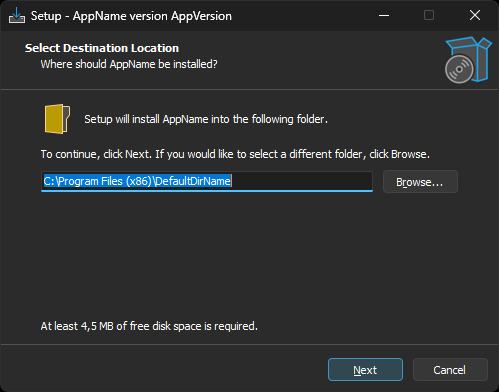 Setup - AppName version AppVersion
Select Destination Location
Where should AppName be installed?
Setup will install AppName into the following folder.
To continue, click Next. If you would like to select a different folder, click Browse.
C:\Program Files (x86)\DefaultDirName
Browse...
At least 4,5 MB of free disk space is required.
Next
Cancel